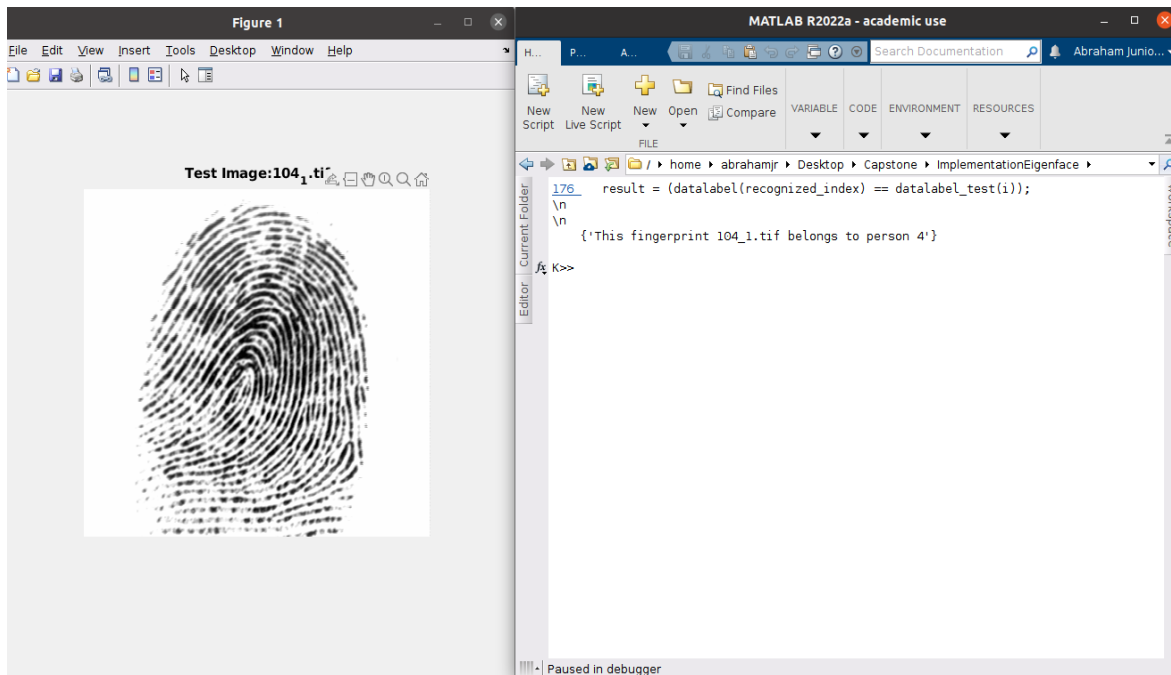 Figure 1
File Edit View Insert Tools Desktop Window Help
Test Image:104₁.ti
MATLAB R2022a - academic use
H... P... A... Search Documentation Abraham Junio...
New Script
New Live Script
New
Open
Find Files
Compare
FILE
VARIABLE CODE ENVIRONMENT RESOURCES
/ home abrahamjr Desktop Capstone ImplementationEigenface
Current Folder
Editor
176 result = (datalabel(recognized_index) == datalabel_test(i));
\n
\n
{'This fingerprint 104_1.tif belongs to person 4'}
fx K>>
Paused in debugger